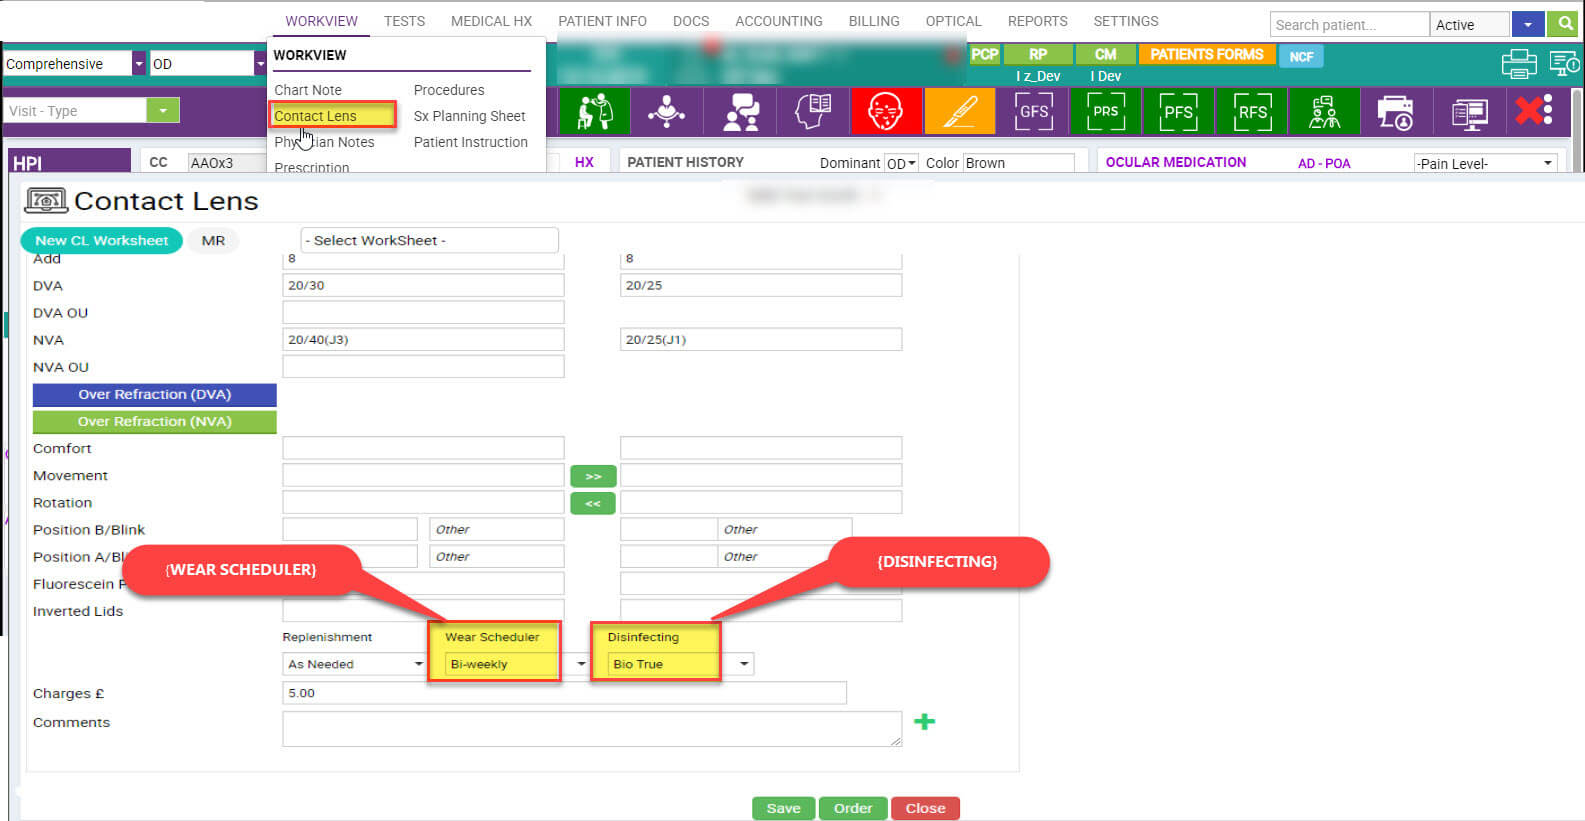 WORKVIEW TESTS MEDICAL HX PATIENT INFO DOCS ACCOUNTING BILLING OPTICAL REPORTS SETTINGS Search patient... Active
WORKVIEW
Chart Note Procedures
Contact Lens Sx Planning Sheet
Physician Notes Patient Instruction
Prescription
Comprehensive OD PCP RP CM PATIENTS FORMS NCF
I z_Dev I Dev
Visit - Type GFS PRS PFS RFS
HPI CC AAOx3 HX PATIENT HISTORY Dominant OD Color Brown OCULAR MEDICATION AD - POA -Pain Level-
Contact Lens
New CL Worksheet MR - Select WorkSheet -
Add 8 8
DVA 20/30 20/25
DVA OU
NVA 20/40(J3) 20/25(J1)
NVA OU
Over Refraction (DVA)
Over Refraction (NVA)
Comfort
Movement >>
Rotation <<
Position B/Blink Other Other
Position A/Bl Other Other
{WEAR SCHEDULER} {DISINFECTING}
Fluorescein P
Inverted Lids
Replenishment Wear Scheduler Disinfecting
As Needed Bi-weekly Bio True
Charges £ 5.00
Comments
Save Order Close